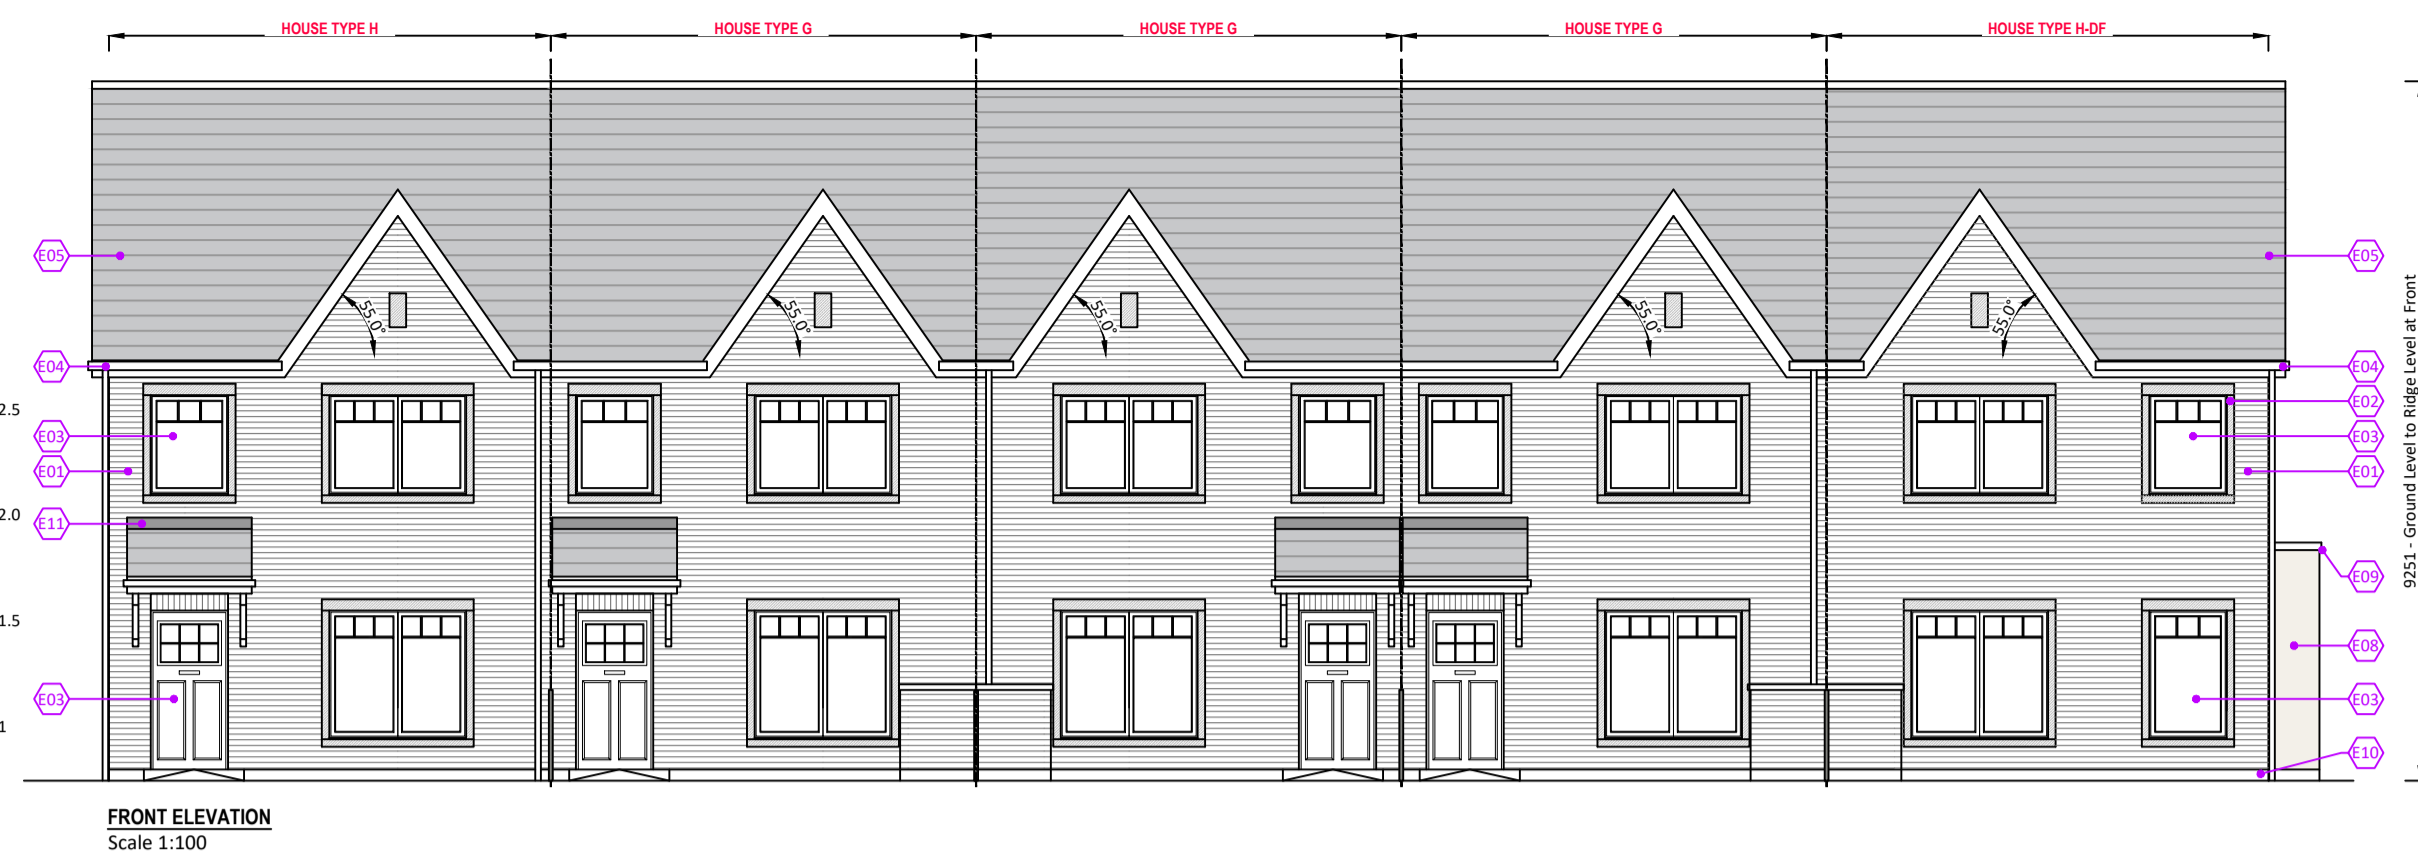 HOUSE TYPE H
HOUSE TYPE G
HOUSE TYPE G
HOUSE TYPE G
HOUSE TYPE H-DF
E05
E05
55.0°
55.0°
55.0°
55.0°
55.0°
9251 - Ground Level to Ridge Level at Front
E04
E04
2.5
E02
E03
E03
E01
E01
2.0
E11
E09
1.5
E08
E03
E03
1
E10
FRONT ELEVATION
Scale 1:100